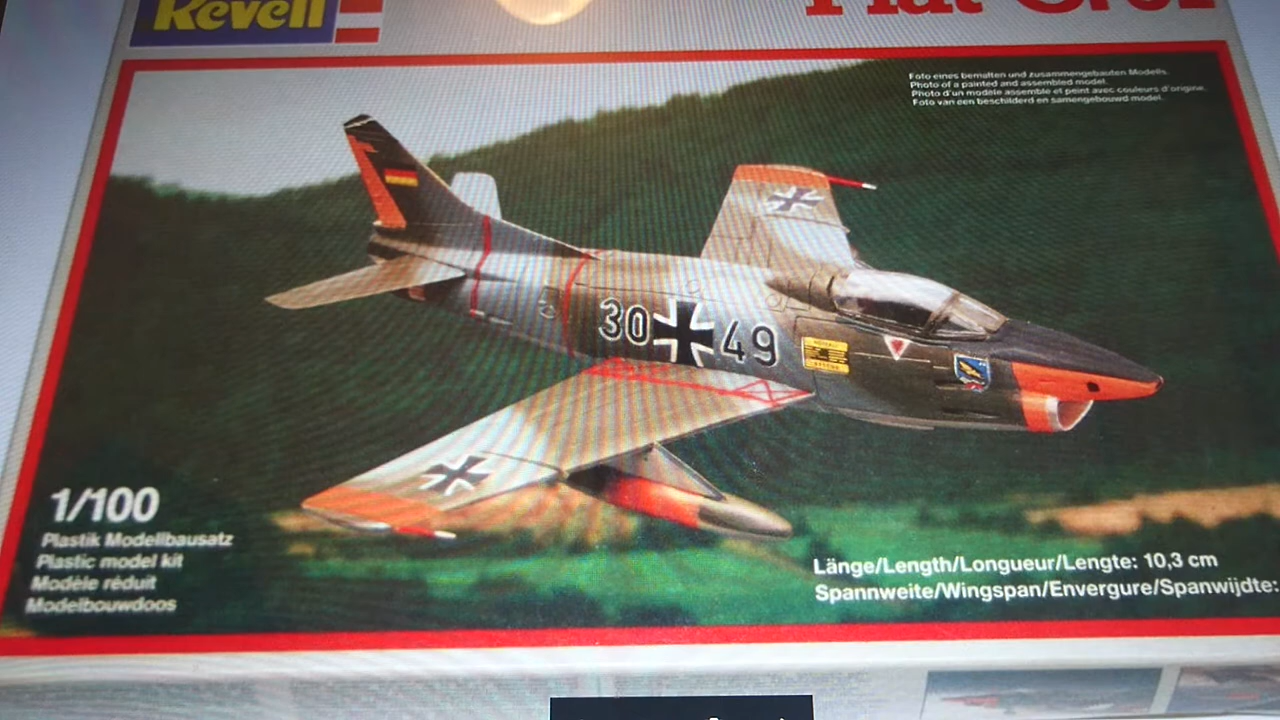 Revell
Fiat
Foto eines bemalten und zusammengebauten Modells.
Photo of a painted and assembled model.
Photo d'un modèle assemble et peint avec couleurs d'origine.
Foto van een beschilderd en samengebouwd model.
30 49
1/100
Plastik Modellbausatz
Plastic model kit
Modèle réduit
Modelbouwdoos
Länge/Length/Longueur/Lengte: 10,3 cm
Spannweite/Wingspan/Envergure/Spanwijdte: